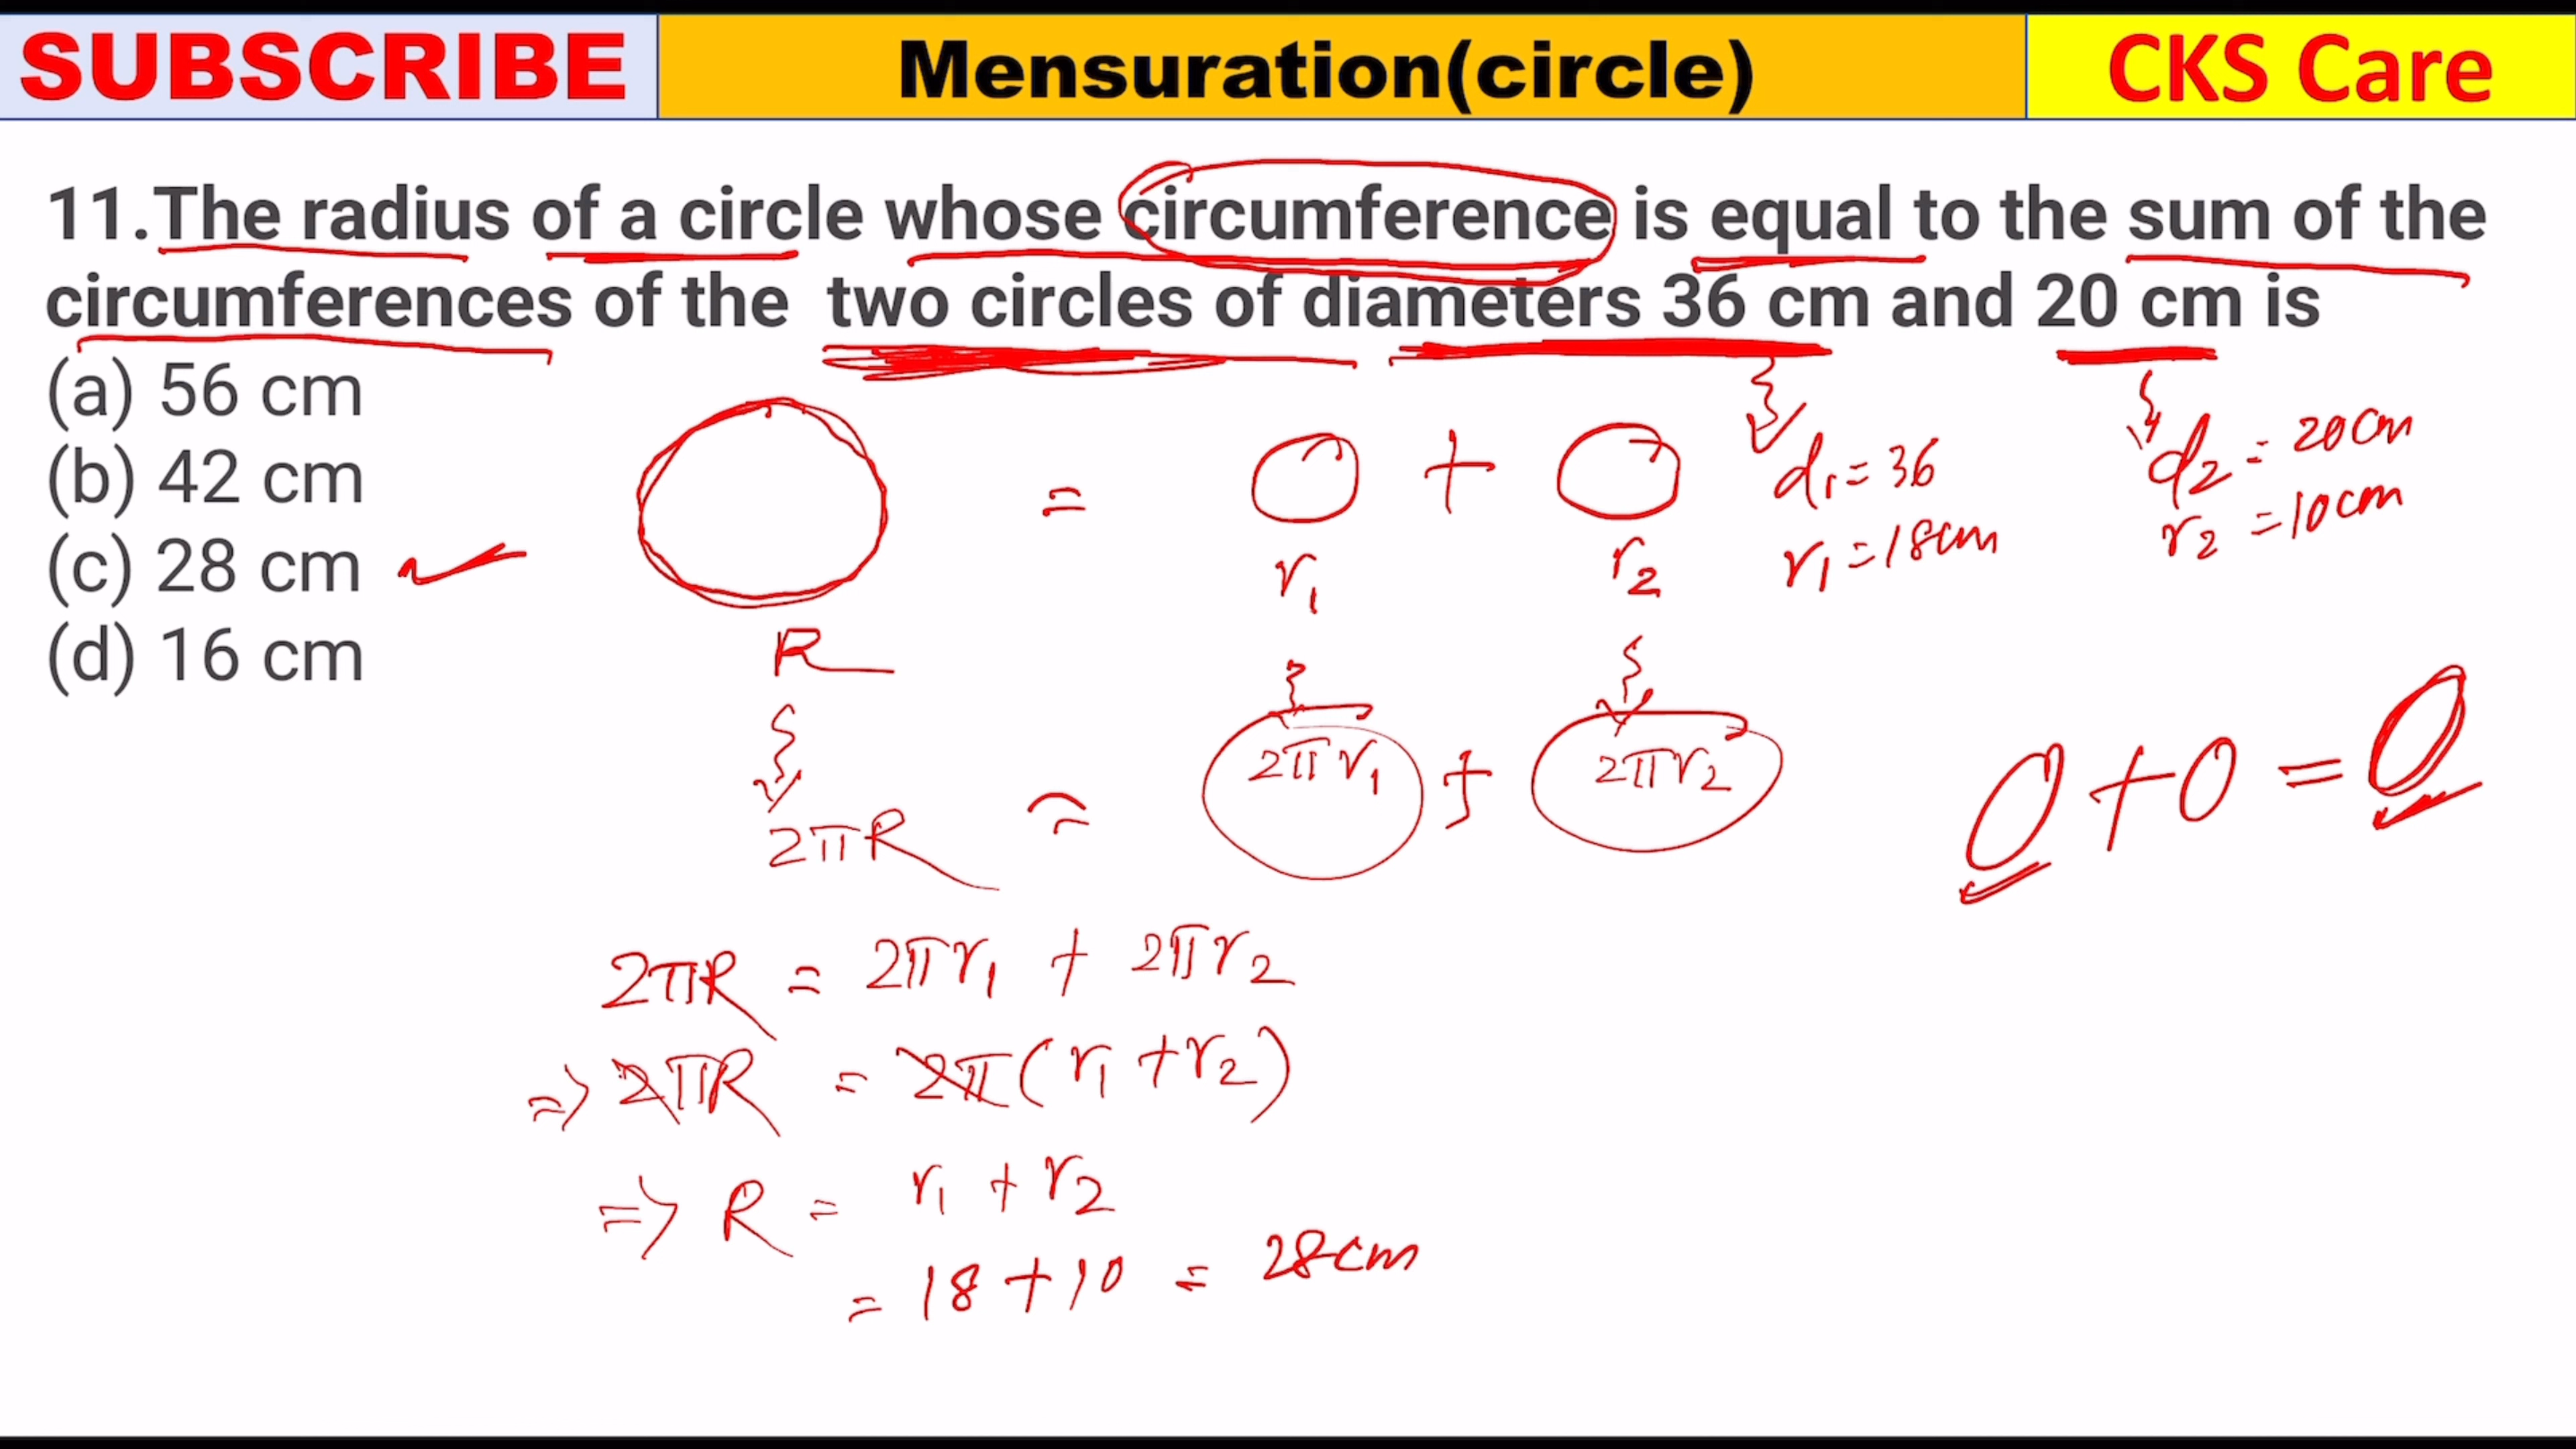 SUBSCRIBE Mensuration(circle) CKS Care
11.The radius of a circle whose circumference is equal to the sum of the
circumferences of the two circles of diameters 36 cm and 20 cm is
(a) 56 cm
(b) 42 cm
(c) 28 cm
(d) 16 cm
= +
d₁ = 36
d₂ = 20cm
r₁ = 18cm
r₂ = 10cm
R r₁ r₂
2πR = 2πr₁ + 2πr₂
0 + 0 = 0
2πR = 2πr₁ + 2πr₂
=> 2πR = 2π(r₁ + r₂)
=> R = r₁ + r₂
= 18 + 10 = 28cm